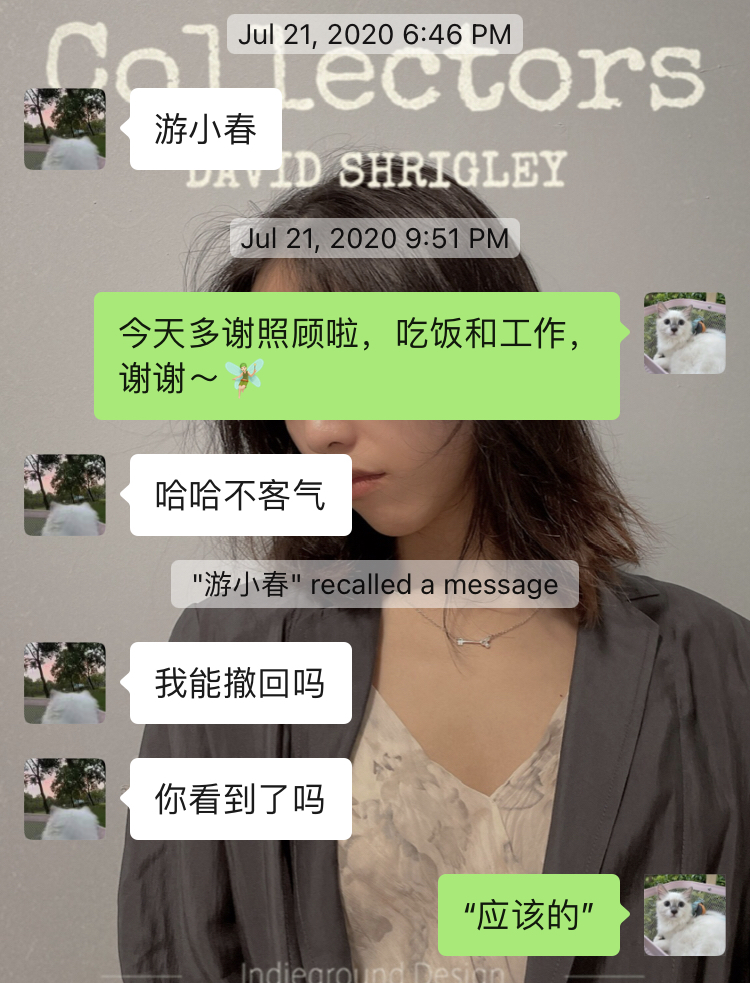 Collectors
Jul 21, 2020 6:46 PM
游小春
DAVID SHRIGLEY
Jul 21, 2020 9:51 PM
今天多谢照顾啦，吃饭和工作，
谢谢～🧚
哈哈不客气
"游小春" recalled a message
我能撤回吗
你看到了吗
“应该的”
Indieground Design